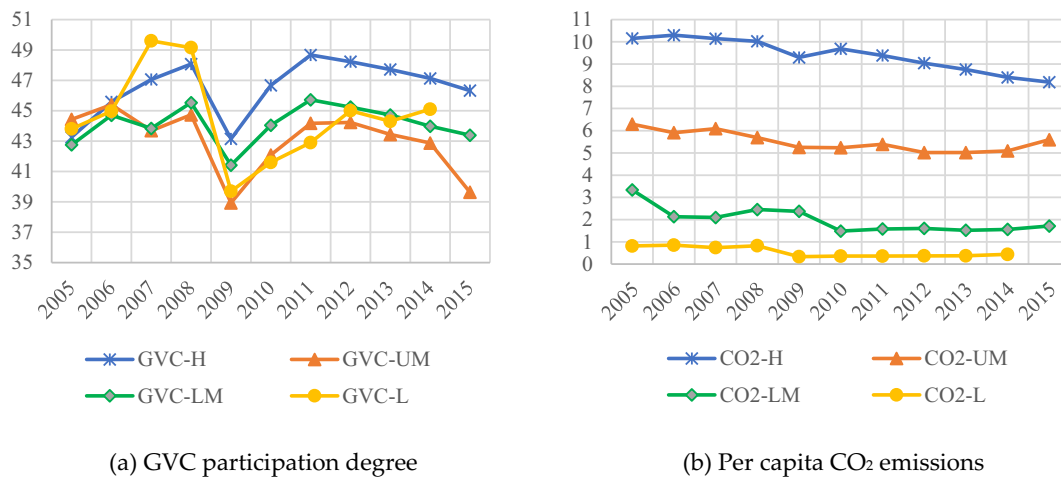 51
49
47
45
43
41
39
37
35
2005 2006 2007 2008 2009 2010 2011 2012 2013 2014 2015
GVC-H GVC-UM
GVC-LM GVC-L
(a) GVC participation degree
11
10
9
8
7
6
5
4
3
2
1
0
2005 2006 2007 2008 2009 2010 2011 2012 2013 2014 2015
CO2-H CO2-UM
CO2-LM CO2-L
(b) Per capita CO₂ emissions